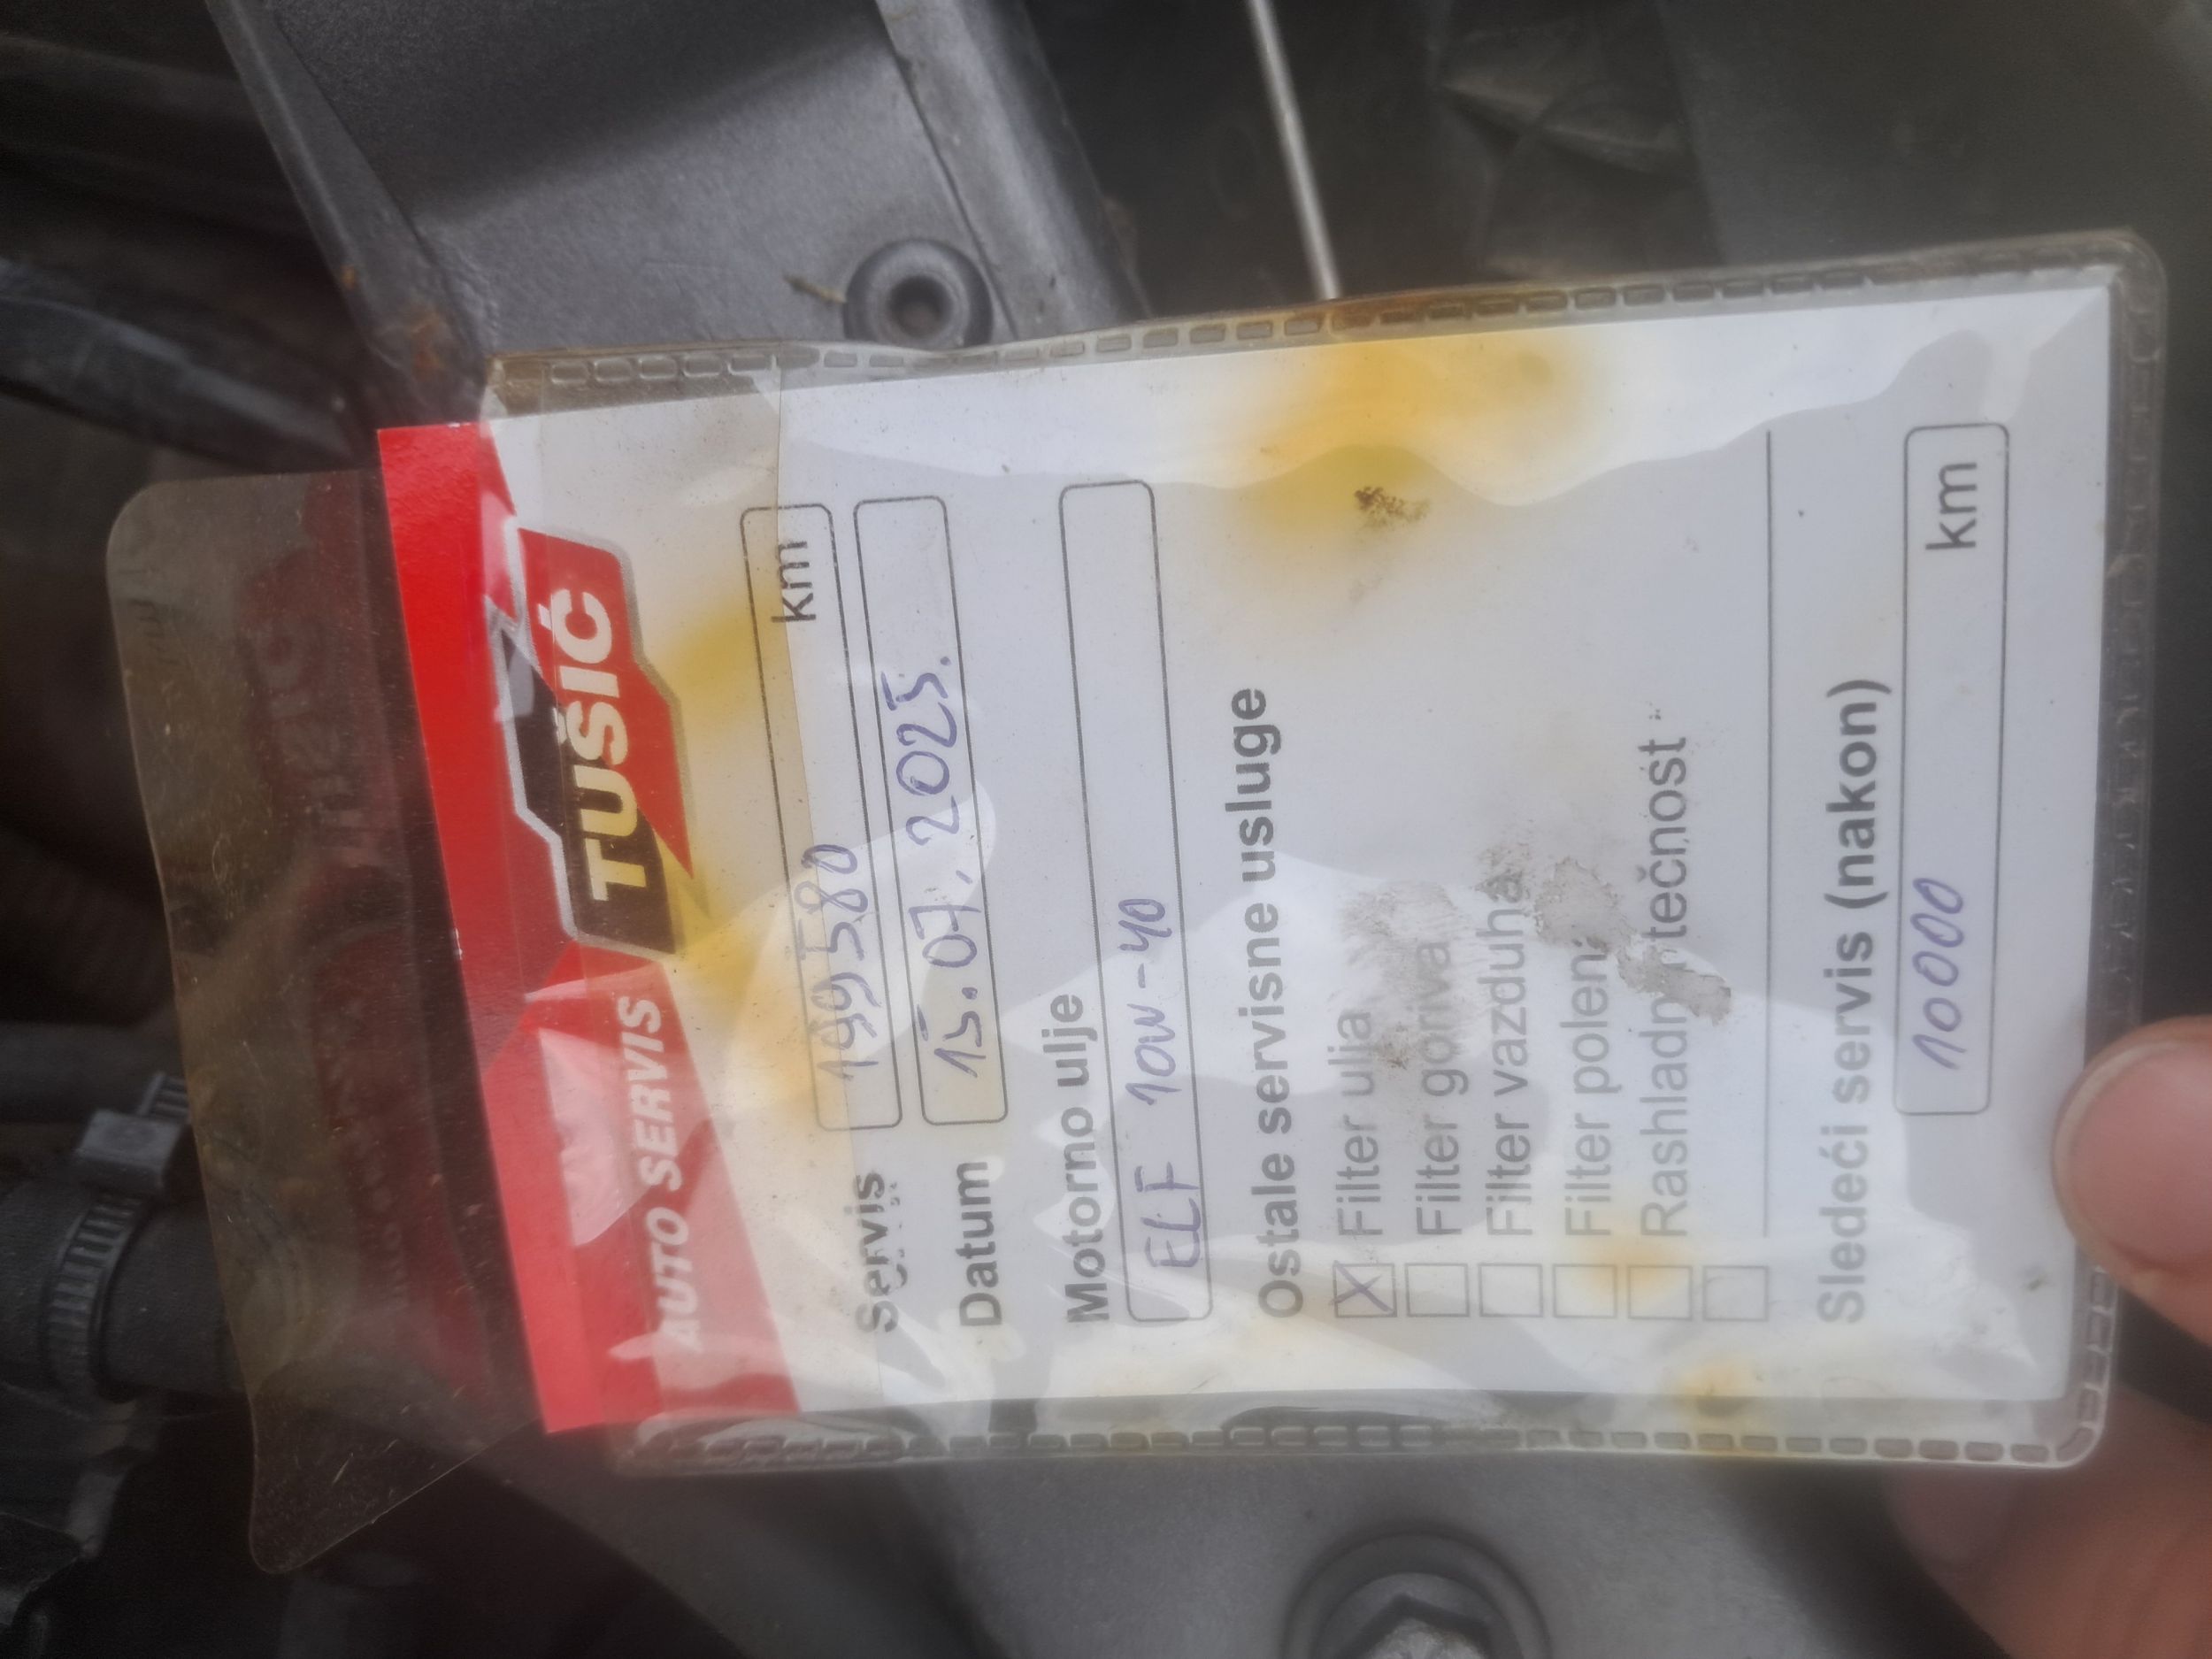 AUTO SERVIS TUŠIĆ
Servis 199580 km
Datum 15.07.2025.
Motorno ulje
ELF 10W-40
Ostale servisne usluge
X Filter ulja
Filter goriva
Filter vazduha
Filter polena
Rashladna tečnost
Sledeći servis (nakon)
10000 km